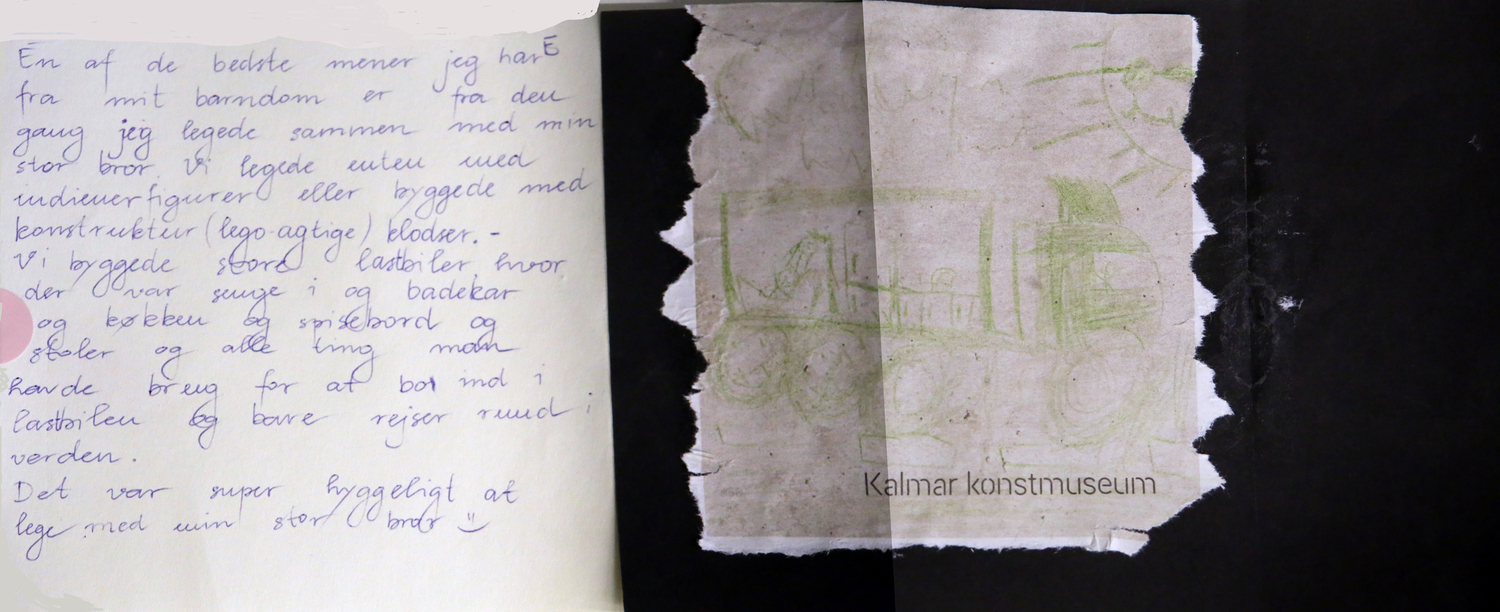 En af de bedste mener jeg har E
fra mit barndom er fra den
gang jeg legede sammen med min
stor bror. Vi legede enten med
indienerfigurer eller byggede med
konstruktur (lego-agtige) klodser. -
Vi byggede store lastbiler, hvor
der var senge i og badekar
og køkken og spisebord og
stoler og alle ting man
havde brug for at bo ind i
lastbilen og bare rejser rund i
verden.
Det var super hyggeligt at
lege med min stor bror
Kalmar konstmuseum